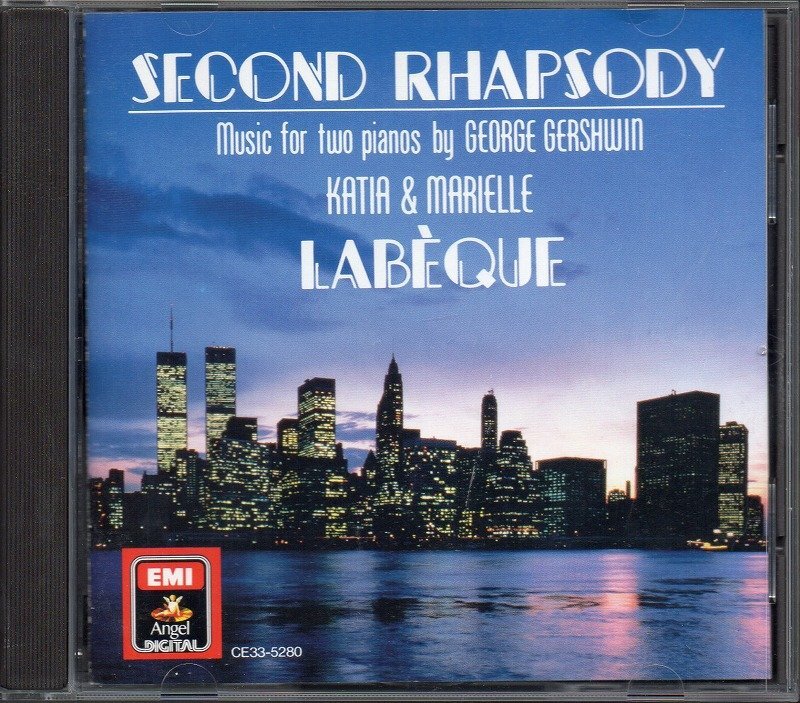 SECOND RHAPSODY
Music for two pianos by GEORGE GERSHWIN
KATIA & MARIELLE
LABÈQUE
EMI
Angel
DIGITAL
CE33-5280